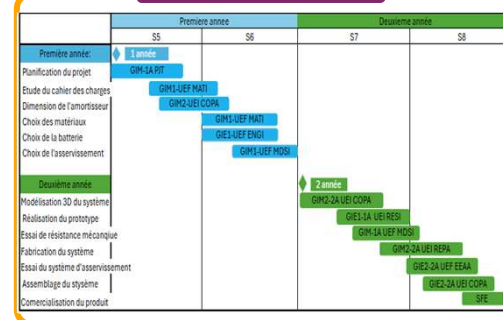 Premiere annee Deuxieme année
S5 S6 S7 S8
Première année: 1 année
Planification du projet GIM-1A PJT
Etude du cahier des charges GIM1-UEF MATI
Dimension de l'amortisseur GIM2-UEI COPA
Choix des matériaux GIM1-UEF MATI
Choix de la batterie GIE1-UEF ENGI
Choix de l'asservissement GIM1-UEF MDSI
Deuxième année 2 année
Modélisation 3D du système GIM2-2A UEI COPA
Réalisation du prototype GIE1-1A UEI RESI
Essai de résistance mécanqiue GIM-1A UEF MDSI
Fabrication du système GIM2-2A UEI REPA
Essai du système d'asservissement GIE2-2A UEF EEAA
Assemblage du stysème GIE2-2A UEI COPA
Comercialisation du produit SFE